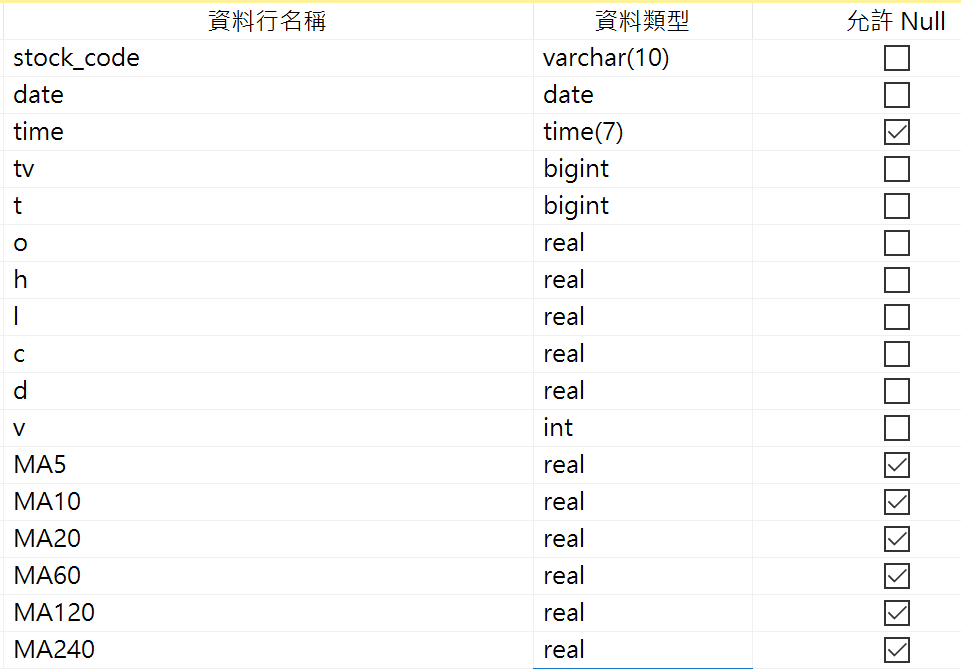 資料行名稱 資料類型 允許 Null
stock_code varchar(10)
date date
time time(7)
tv bigint
t bigint
o real
h real
l real
c real
d real
v int
MA5 real
MA10 real
MA20 real
MA60 real
MA120 real
MA240 real